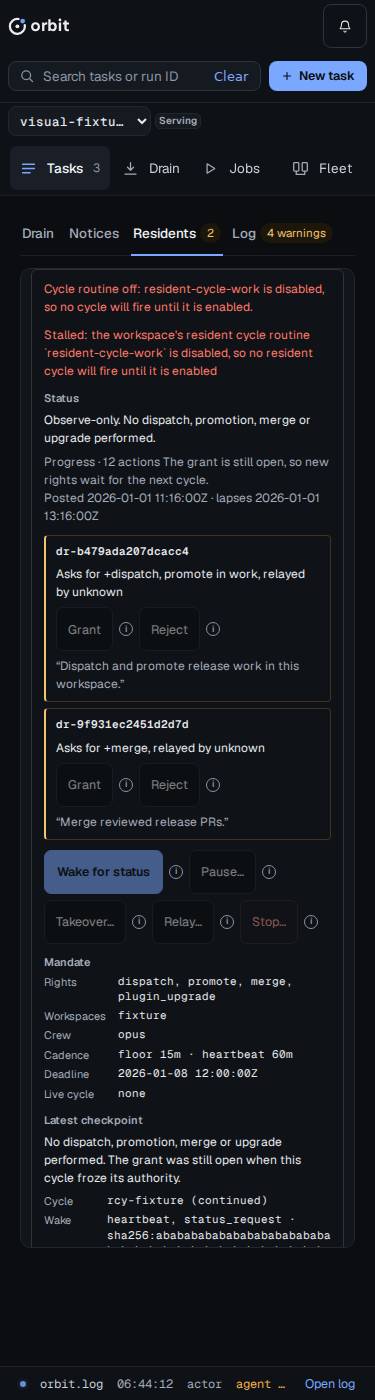 orbit
Search tasks or run ID Clear
+ New task
visual-fixtu… Serving
Tasks 3 Drain Jobs Fleet
Drain Notices Residents 2 Log 4 warnings
Cycle routine off: resident-cycle-work is disabled,
so no cycle will fire until it is enabled.
Stalled: the workspace's resident cycle routine
`resident-cycle-work` is disabled, so no resident
cycle will fire until it is enabled
Status
Observe-only. No dispatch, promotion, merge or
upgrade performed.
Progress · 12 actions The grant is still open, so new
rights wait for the next cycle.
Posted 2026-01-01 11:16:00Z · lapses 2026-01-01
13:16:00Z
dr-b479ada207dcacc4
Asks for +dispatch, promote in work, relayed
by unknown
Grant Reject
“Dispatch and promote release work in this
workspace.”
dr-9f931ec2451d2d7d
Asks for +merge, relayed by unknown
Grant Reject
“Merge reviewed release PRs.”
Wake for status Pause…
Takeover… Relay… Stop…
Mandate
Rights dispatch, promote, merge,
plugin_upgrade
Workspaces fixture
Crew opus
Cadence floor 15m · heartbeat 60m
Deadline 2026-01-08 12:00:00Z
Live cycle none
Latest checkpoint
No dispatch, promotion, merge or upgrade
performed. The grant was still open when this
cycle froze its authority.
Cycle rcy-fixture (continued)
Wake heartbeat, status_request ·
sha256:abababababababababababa
orbit.log 06:44:12 actor agent … Open log